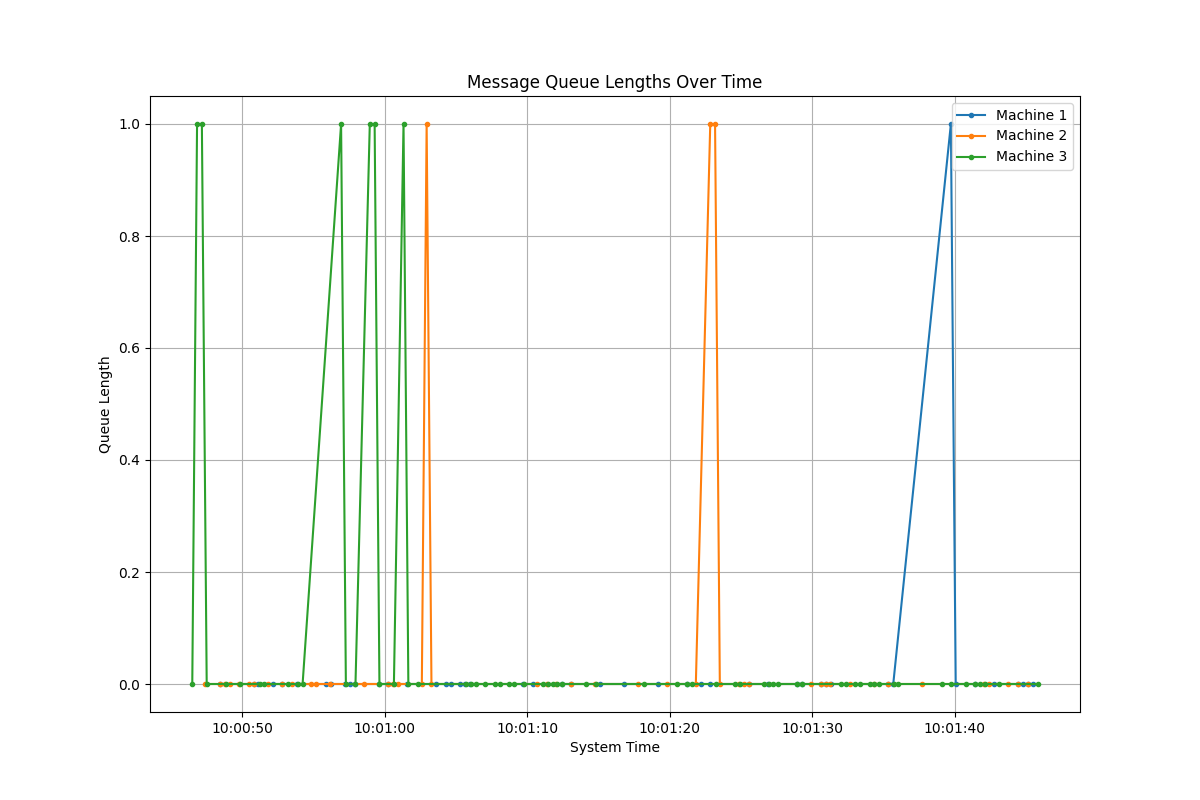 Message Queue Lengths Over Time
Machine 1
Machine 2
Machine 3
Queue Length
1.0
0.8
0.6
0.4
0.2
0.0
10:00:50
10:01:00
10:01:10
10:01:20
10:01:30
10:01:40
System Time